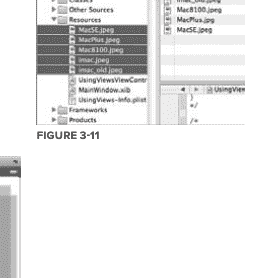 Other Sources
Resources
MacSE.jpeg
MacPlus.jpeg
Mac8100.jpeg
imac.jpeg
imac_old.jpeg
UsingViewsViewContr
MainWindow.xib
UsingViews-Info.plist
Frameworks
Products
Mac8100.jpg
MacPlus.jpg
MacSE.jpeg
UsingView
}
*/
/*
FIGURE 3-11